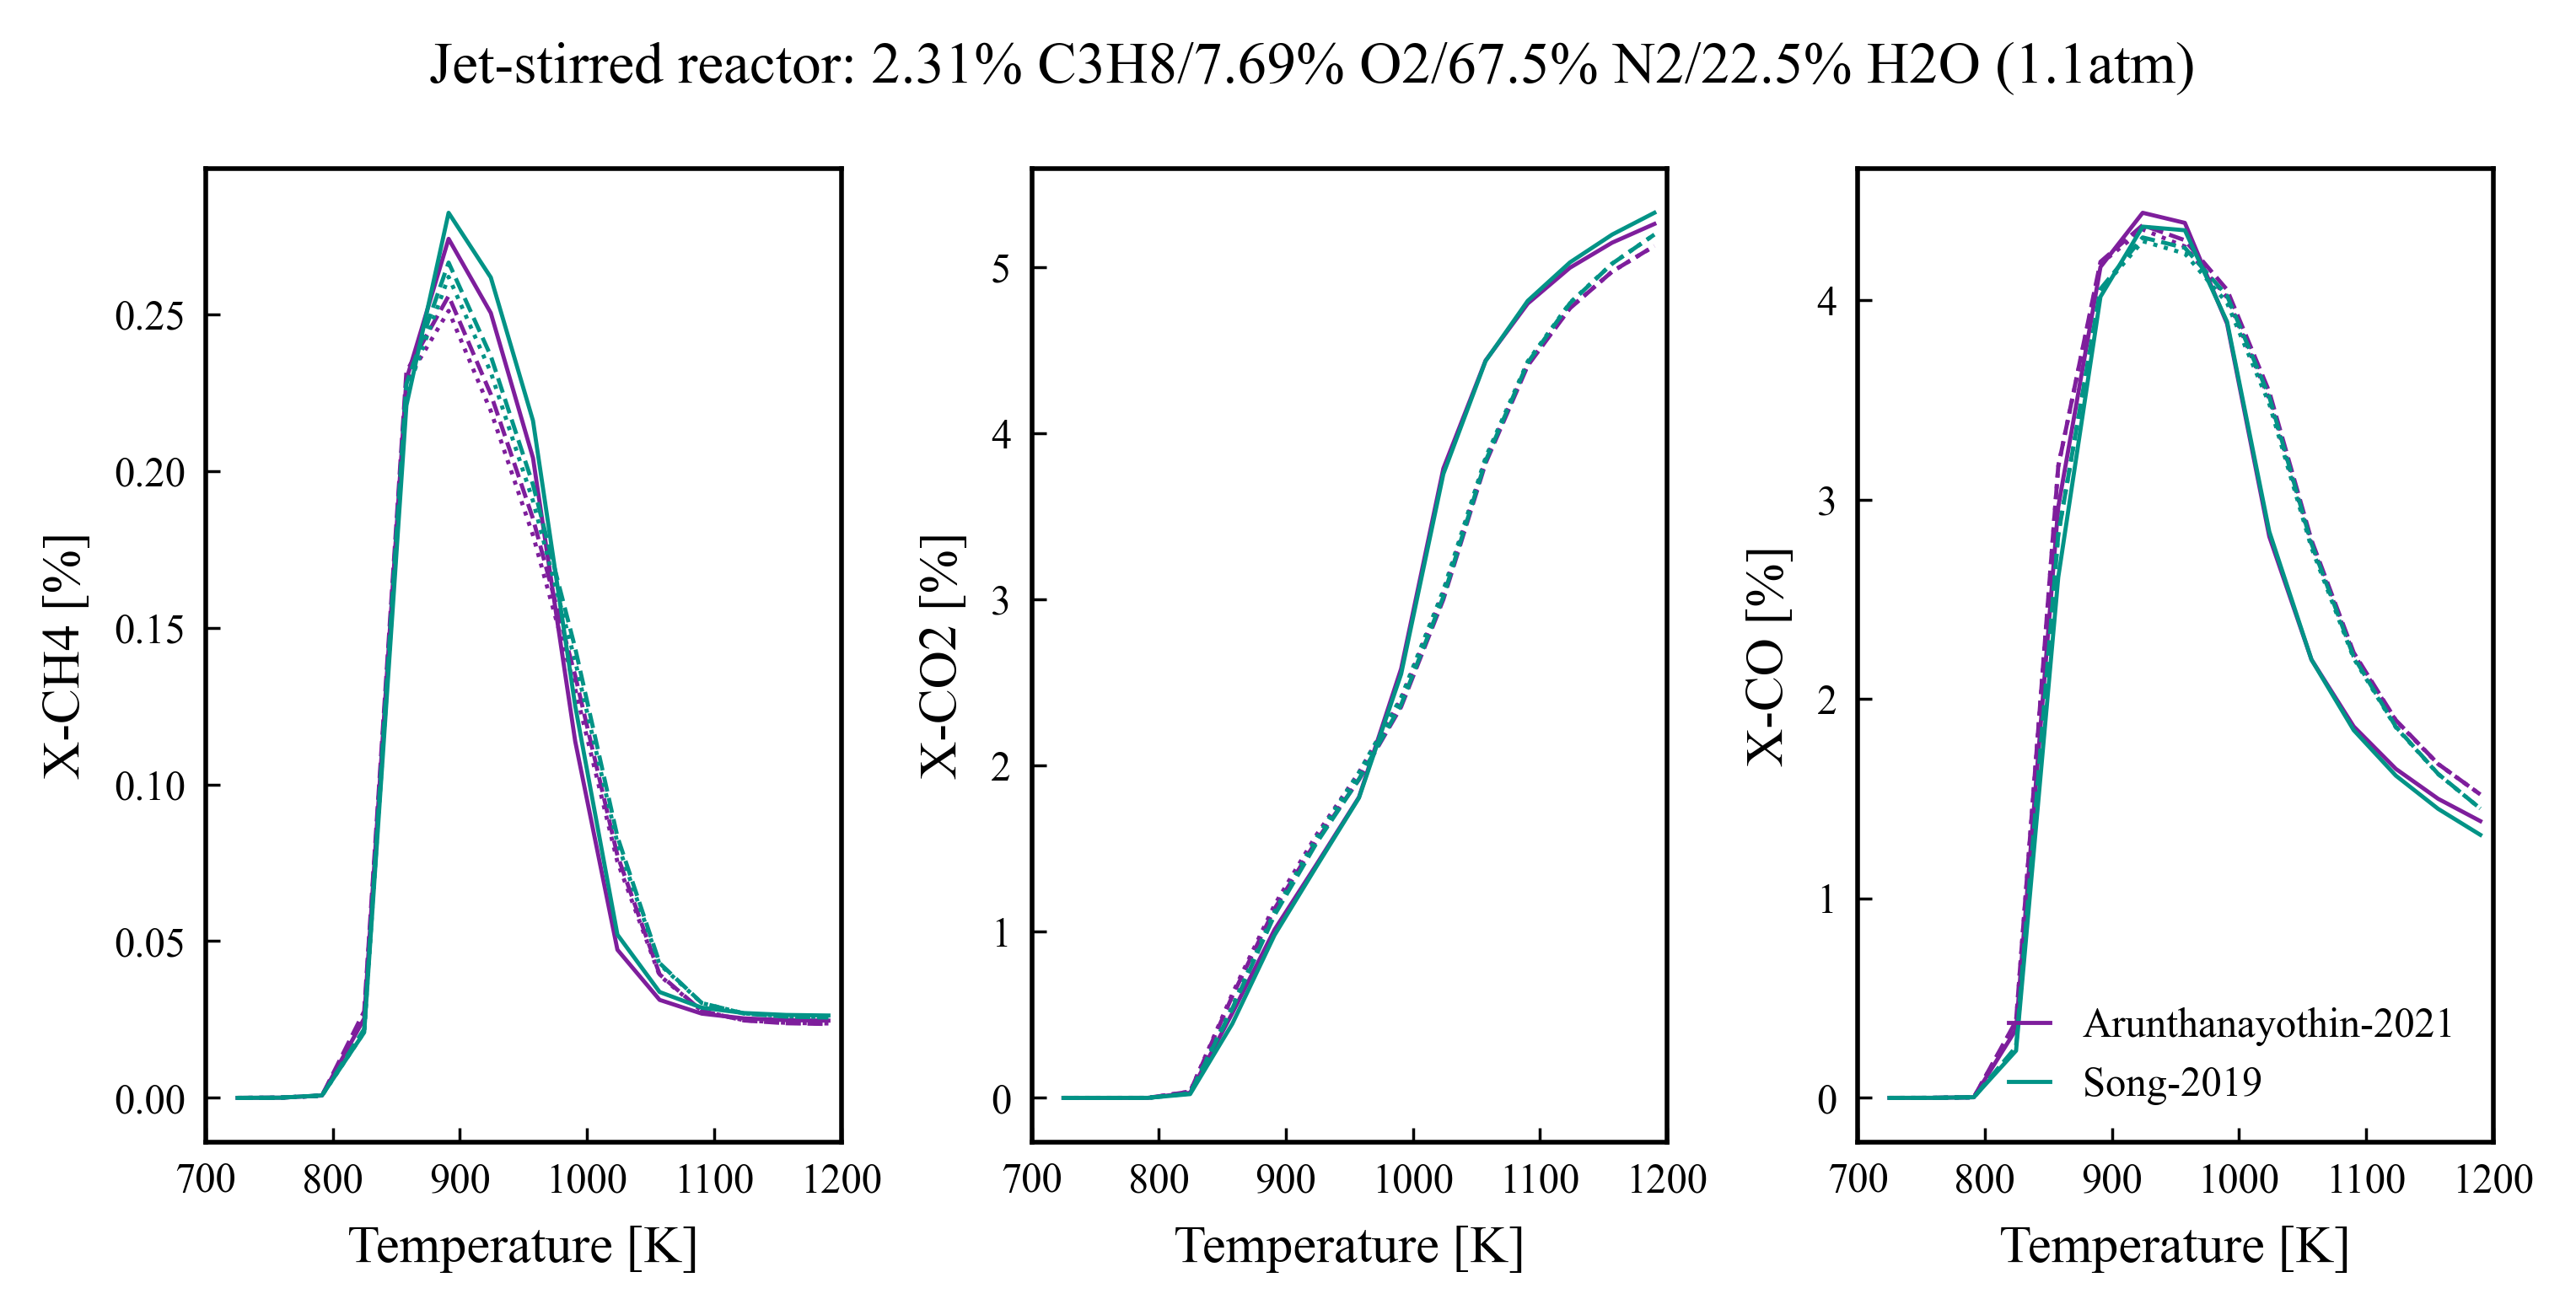 Jet-stirred reactor: 2.31% C3H8/7.69% O2/67.5% N2/22.5% H2O (1.1atm)
X-CH4 [%]
0.25
0.20
0.15
0.10
0.05
0.00
700 800 900 1000 1100 1200
Temperature [K]
X-CO2 [%]
5
4
3
2
1
0
700 800 900 1000 1100 1200
Temperature [K]
X-CO [%]
4
3
2
1
0
Arunthanayothin-2021
Song-2019
700 800 900 1000 1100 1200
Temperature [K]